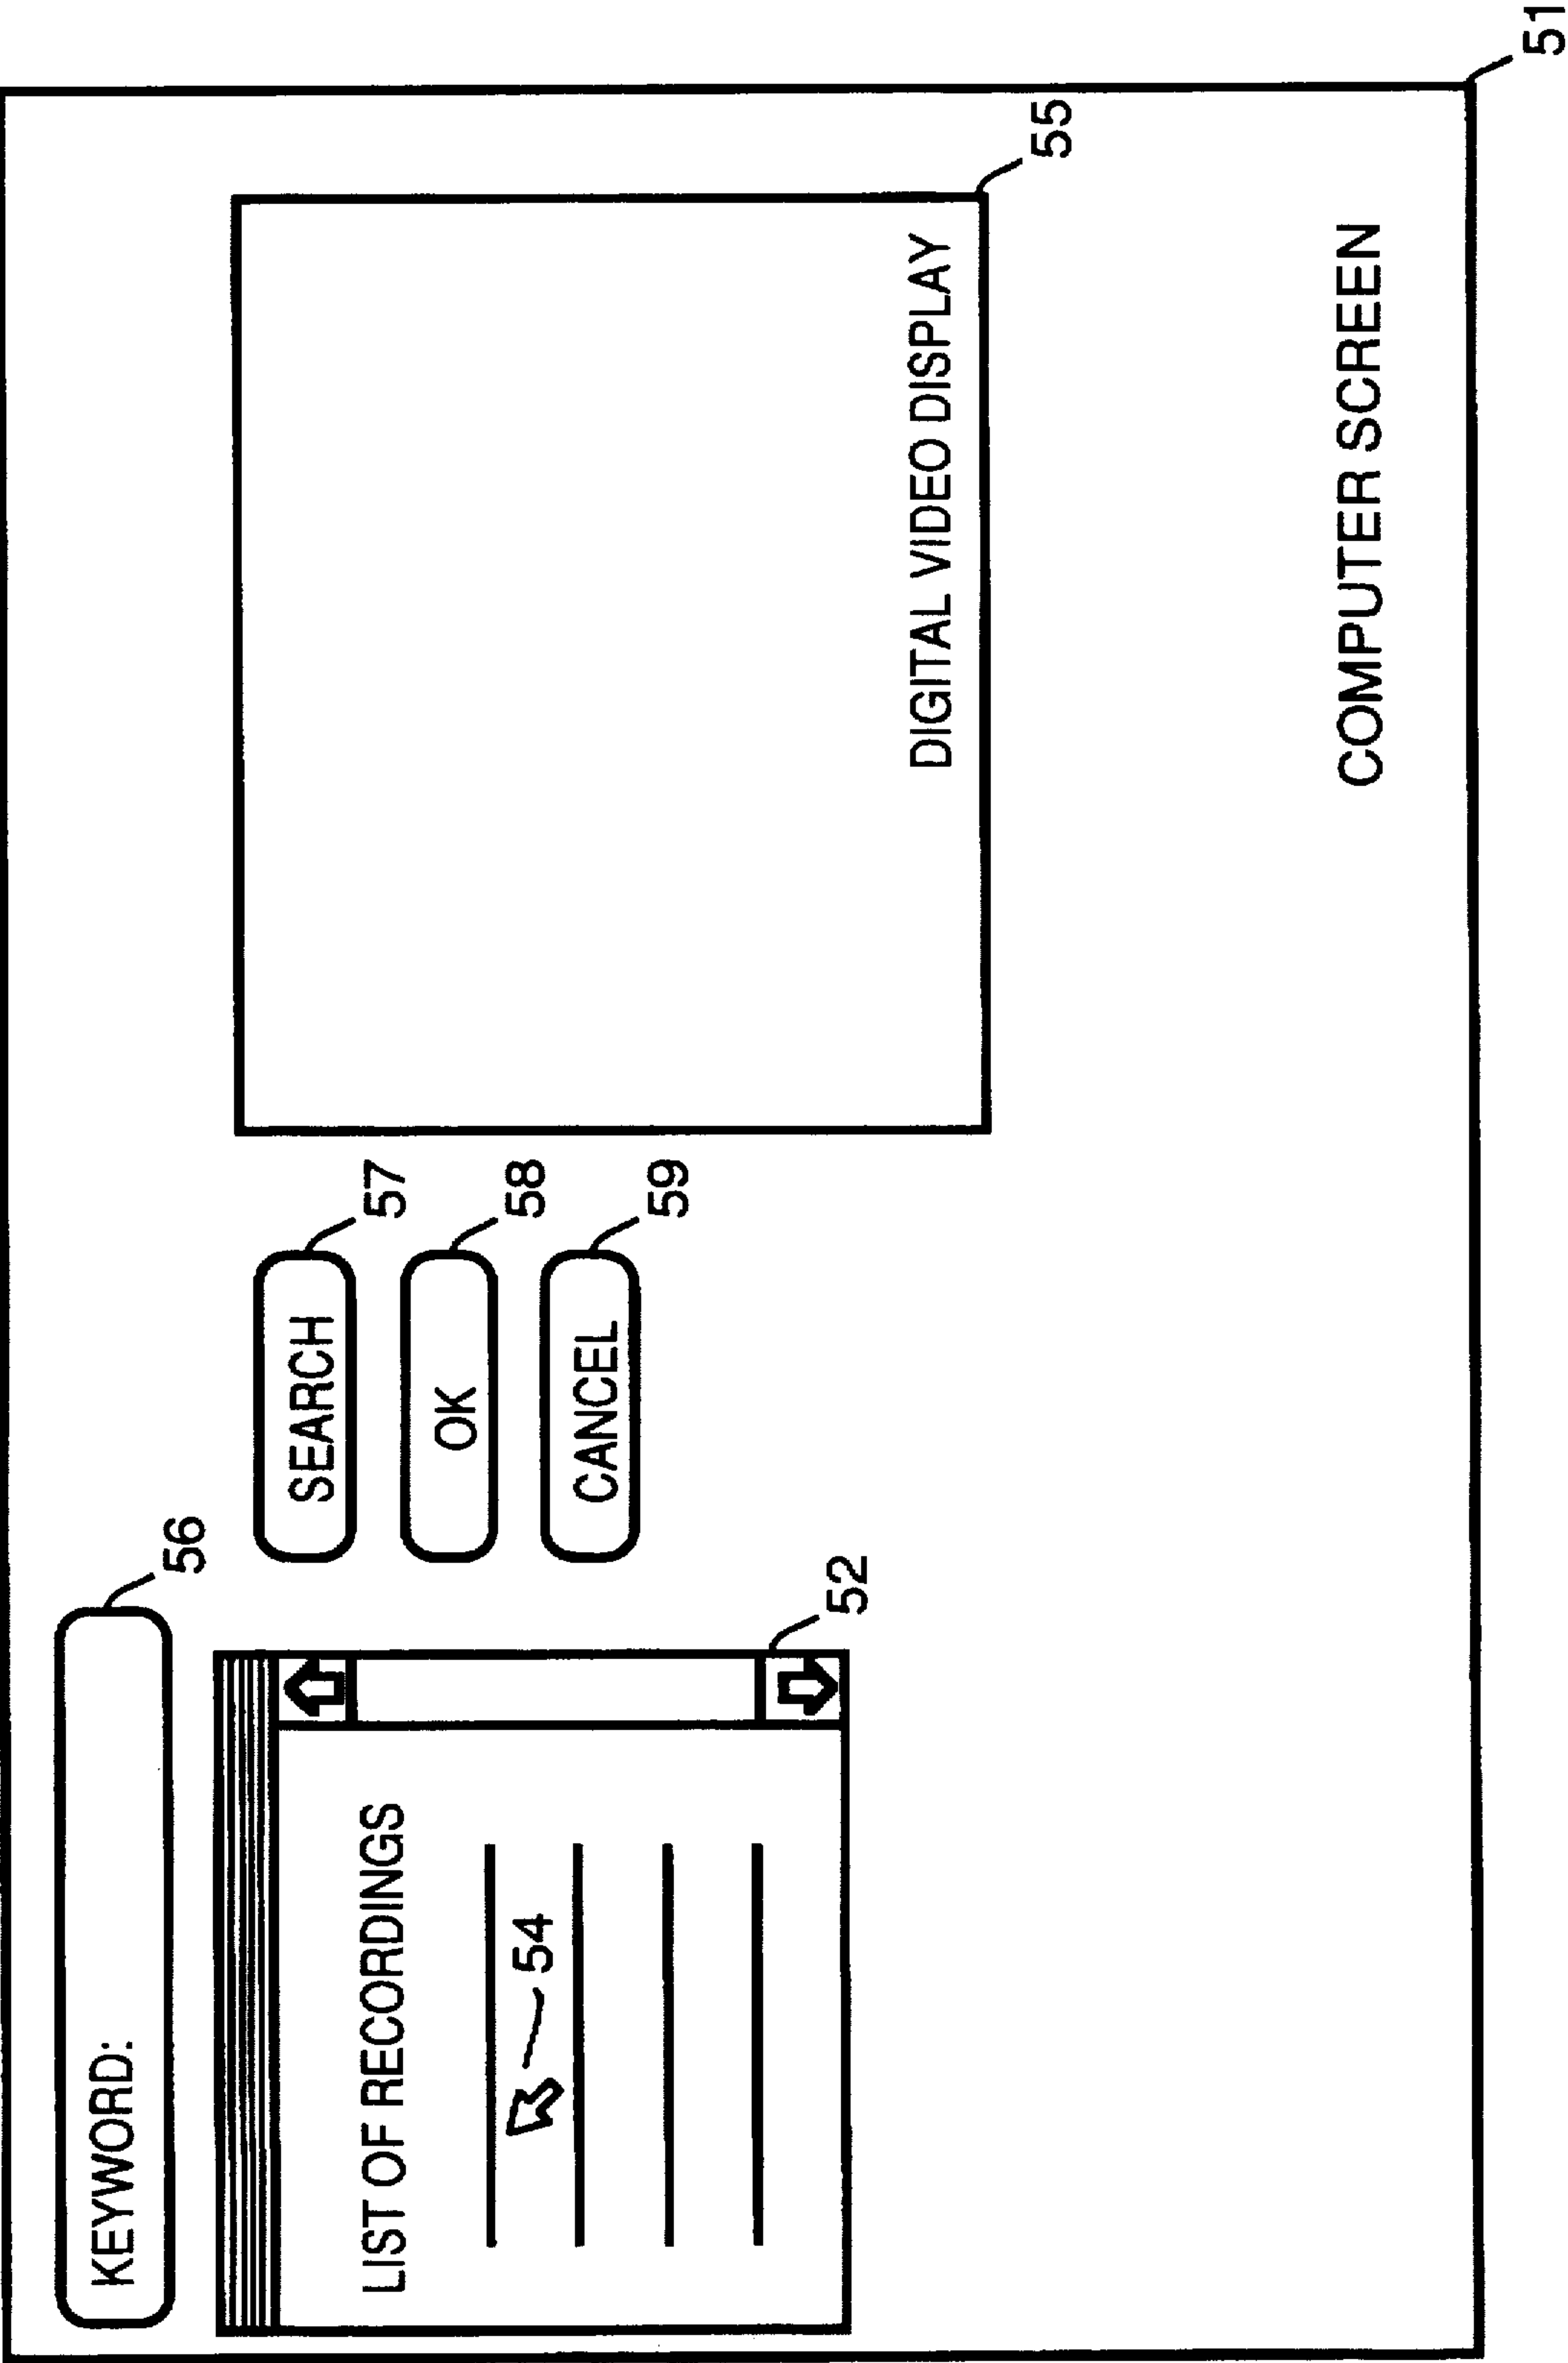 KEYWORD:
56
LIST OF RECORDINGS
54
52
SEARCH
57
OK
58
CANCEL
59
DIGITAL VIDEO DISPLAY
55
COMPUTER SCREEN
51